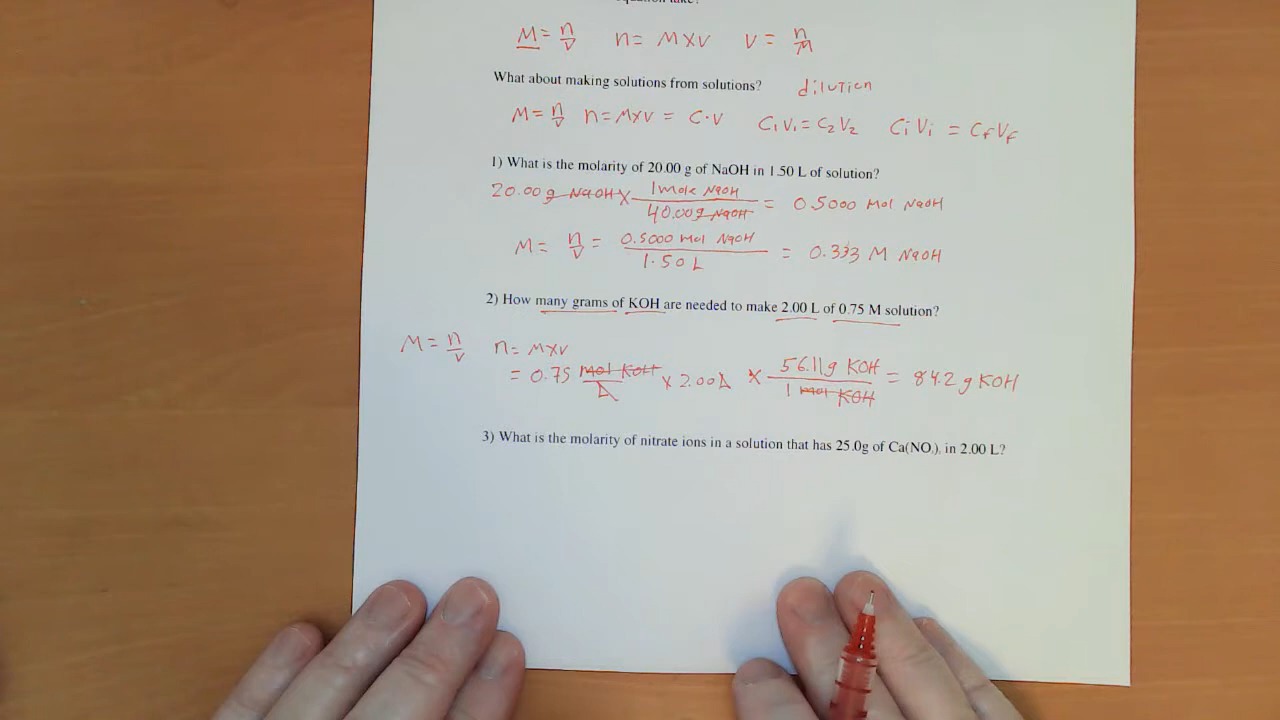 equation take?
M = n/v n = M x v v = n/M
What about making solutions from solutions? dilution
M = n/v n = M x v = C·V C₁V₁ = C₂V₂ CᵢVᵢ = C_fV_f
1) What is the molarity of 20.00 g of NaOH in 1.50 L of solution?
20.00 g NaOH x 1 mole NaOH / 40.00 g NaOH = 0.5000 mol NaOH
M = n/v = 0.5000 mol NaOH / 1.50 L = 0.333 M NaOH
2) How many grams of KOH are needed to make 2.00 L of 0.75 M solution?
M = n/v n = M x v
= 0.75 mol KOH / L x 2.00 L x 56.11 g KOH / 1 mol KOH = 84.2 g KOH
3) What is the molarity of nitrate ions in a solution that has 25.0g of Ca(NO₃)₂ in 2.00 L?